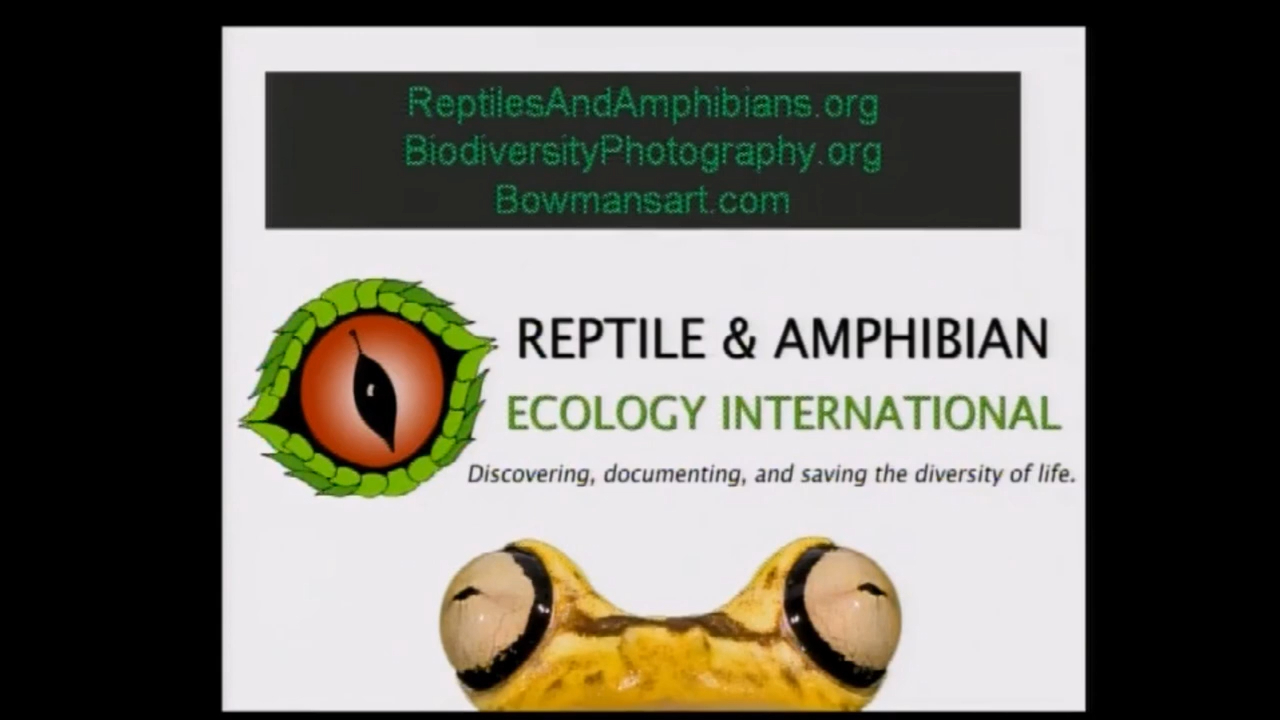 ReptilesAndAmphibians.org
BiodiversityPhotography.org
Bowmansart.com
REPTILE & AMPHIBIAN
ECOLOGY INTERNATIONAL
Discovering, documenting, and saving the diversity of life.